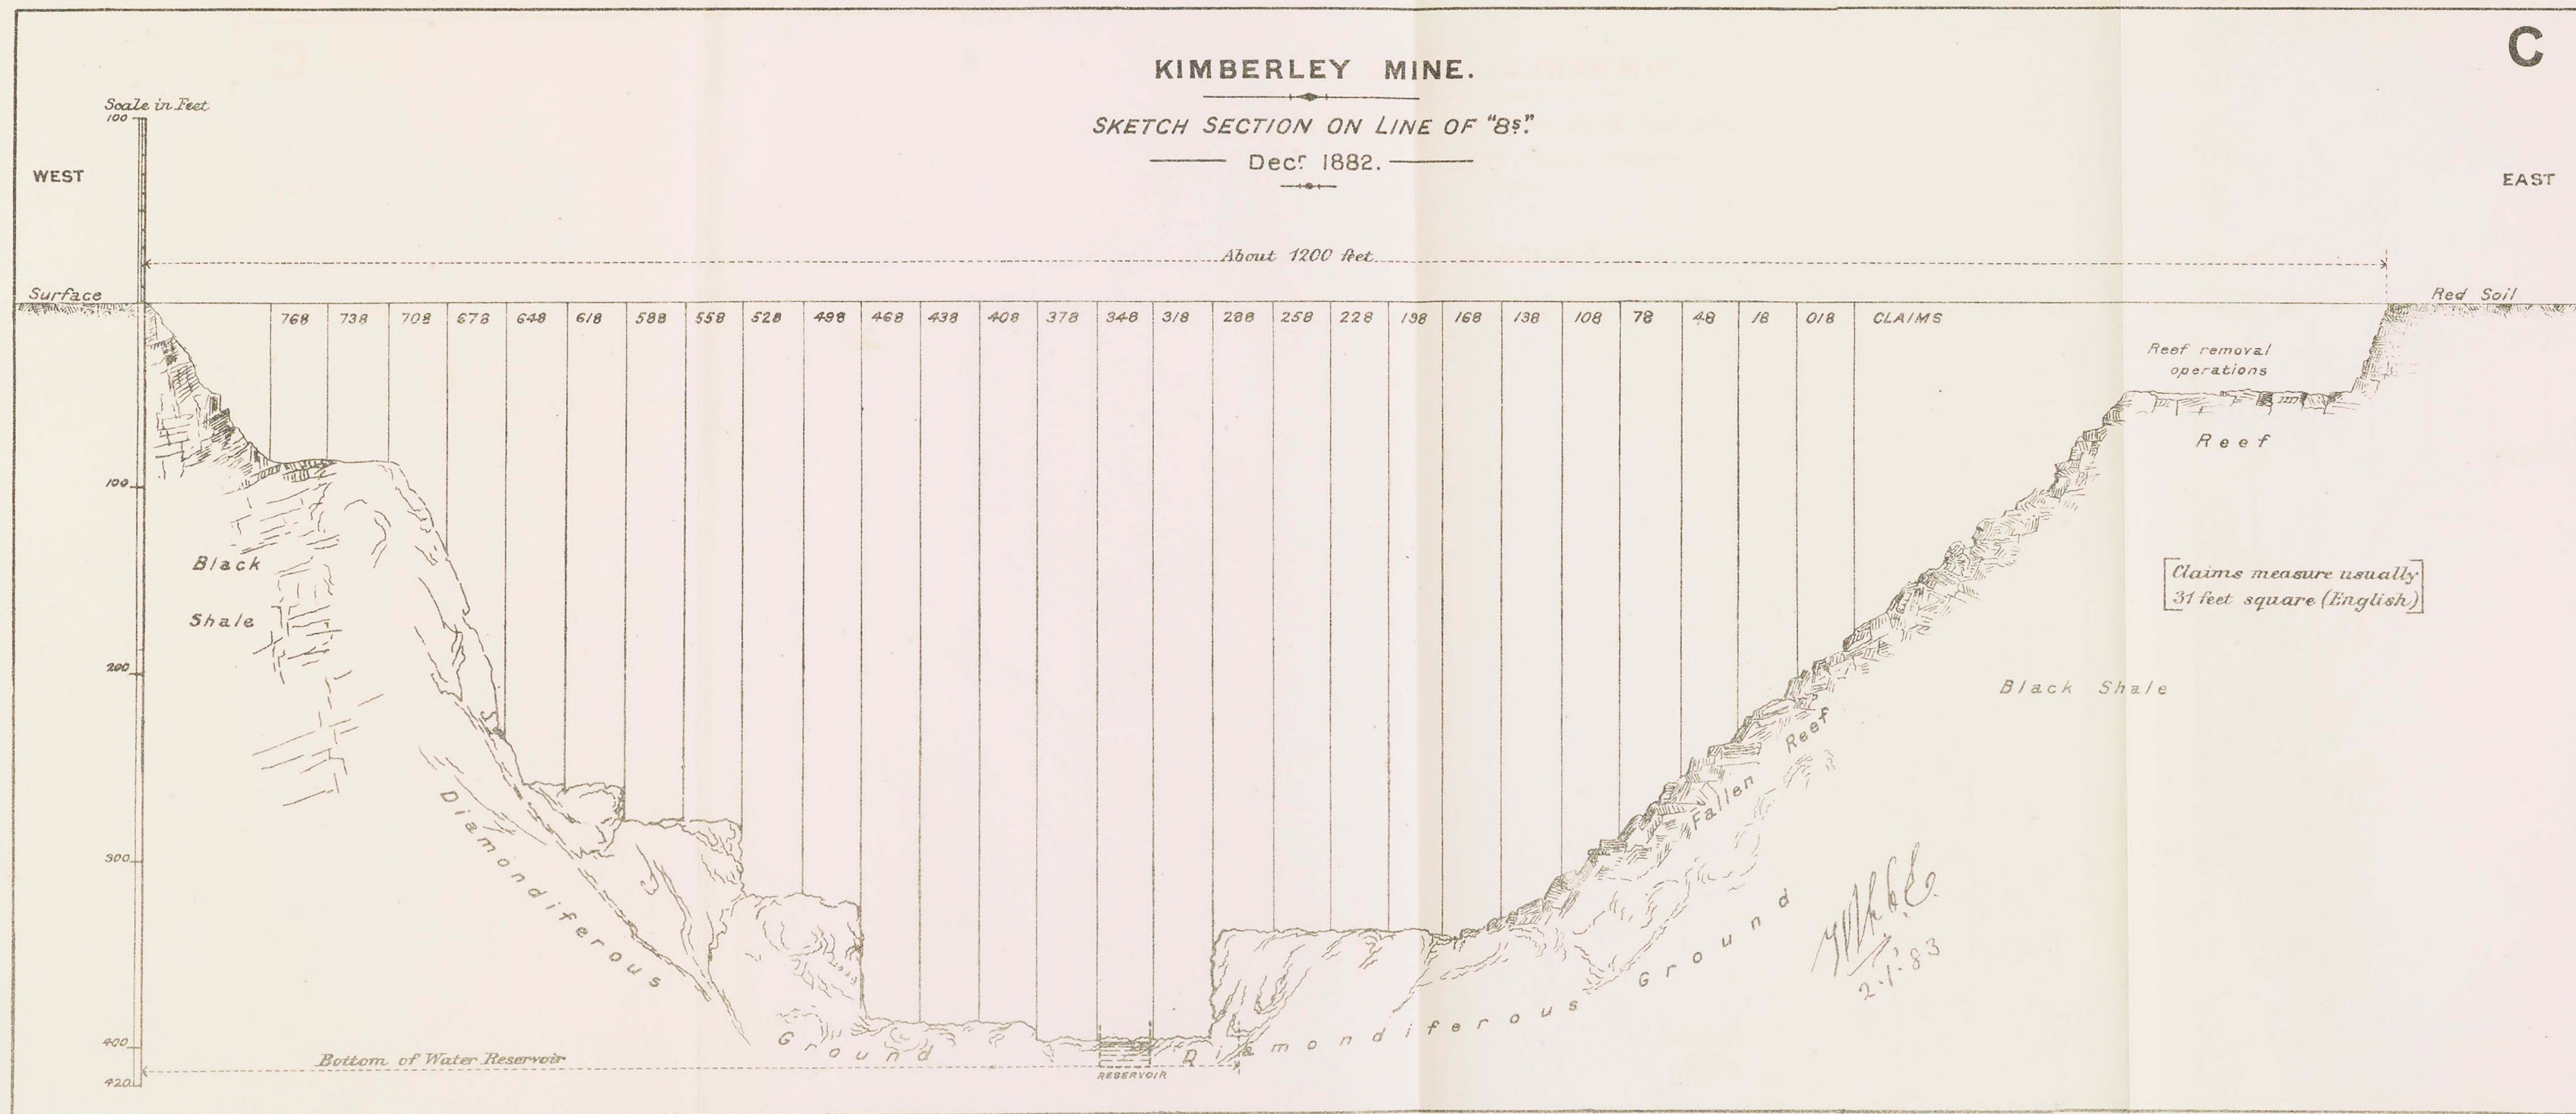 C
KIMBERLEY MINE.
SKETCH SECTION ON LINE OF "8s."
Decr. 1882.
Scale in Feet
100
WEST
EAST
About 1200 feet
Surface
Red Soil
768 738 708 678 648 618 588 558 528 498 468 438 408 378 348 318 288 258 228 198 168 138 108 78 48 18 018 CLAIMS
Reef removal
operations
Reef
100
Black
Shale
[Claims measure usually
31 feet square (English)]
200
Black Shale
Fallen Reef
300
Diamondiferous Ground
Diamondiferous Ground
2.1.83
400
Bottom of Water Reservoir
RESERVOIR
420